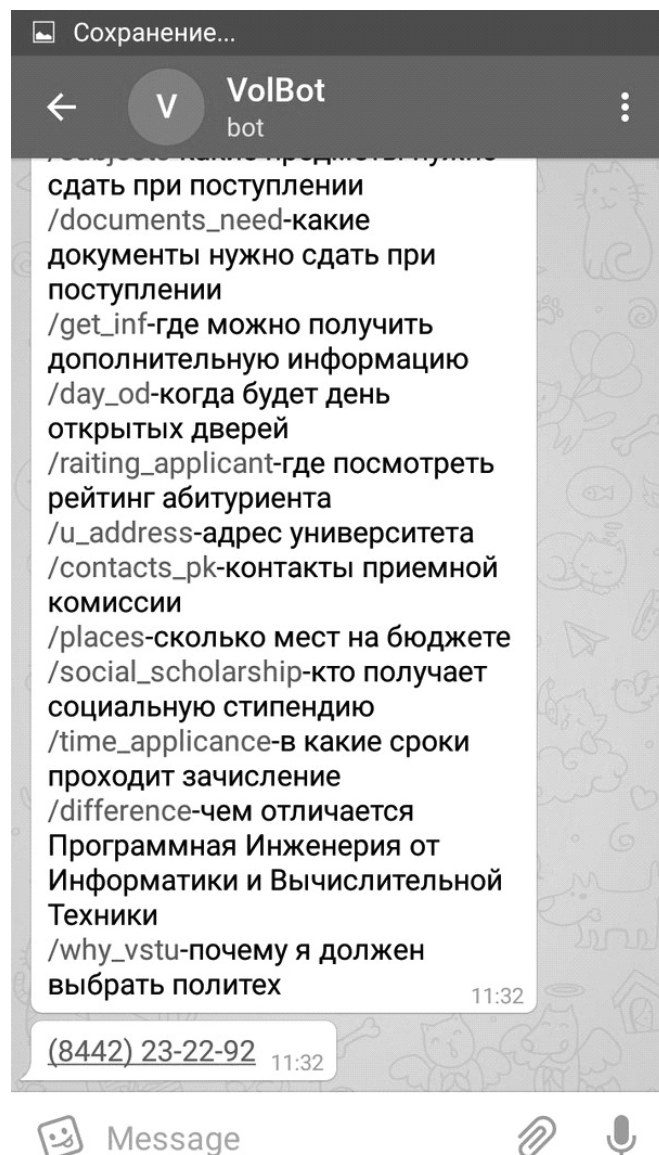 Сохранение...
V
VolBot
bot
сдать при поступлении
/documents_need-какие
документы нужно сдать при
поступлении
/get_inf-где можно получить
дополнительную информацию
/day_od-когда будет день
открытых дверей
/raiting_applicant-где посмотреть
рейтинг абитуриента
/u_address-адрес университета
/contacts_pk-контакты приемной
комиссии
/places-сколько мест на бюджете
/social_scholarship-кто получает
социальную стипендию
/time_applicance-в какие сроки
проходит зачисление
/difference-чем отличается
Программная Инженерия от
Информатики и Вычислительной
Техники
/why_vstu-почему я должен
выбрать политех
11:32
(8442) 23-22-92 11:32
Message